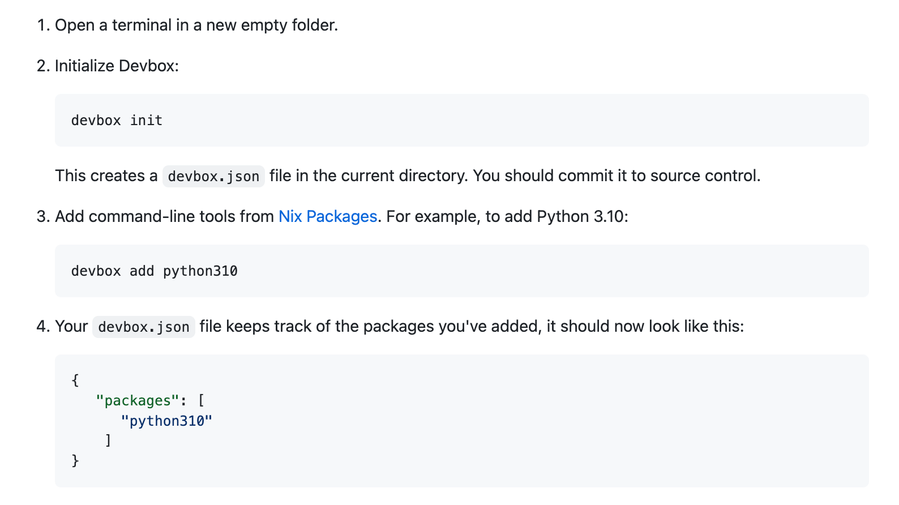 1. Open a terminal in a new empty folder.
2. Initialize Devbox:
devbox init
This creates a devbox.json file in the current directory. You should commit it to source control.
3. Add command-line tools from Nix Packages. For example, to add Python 3.10:
devbox add python310
4. Your devbox.json file keeps track of the packages you've added, it should now look like this:
{
"packages": [
"python310"
]
}